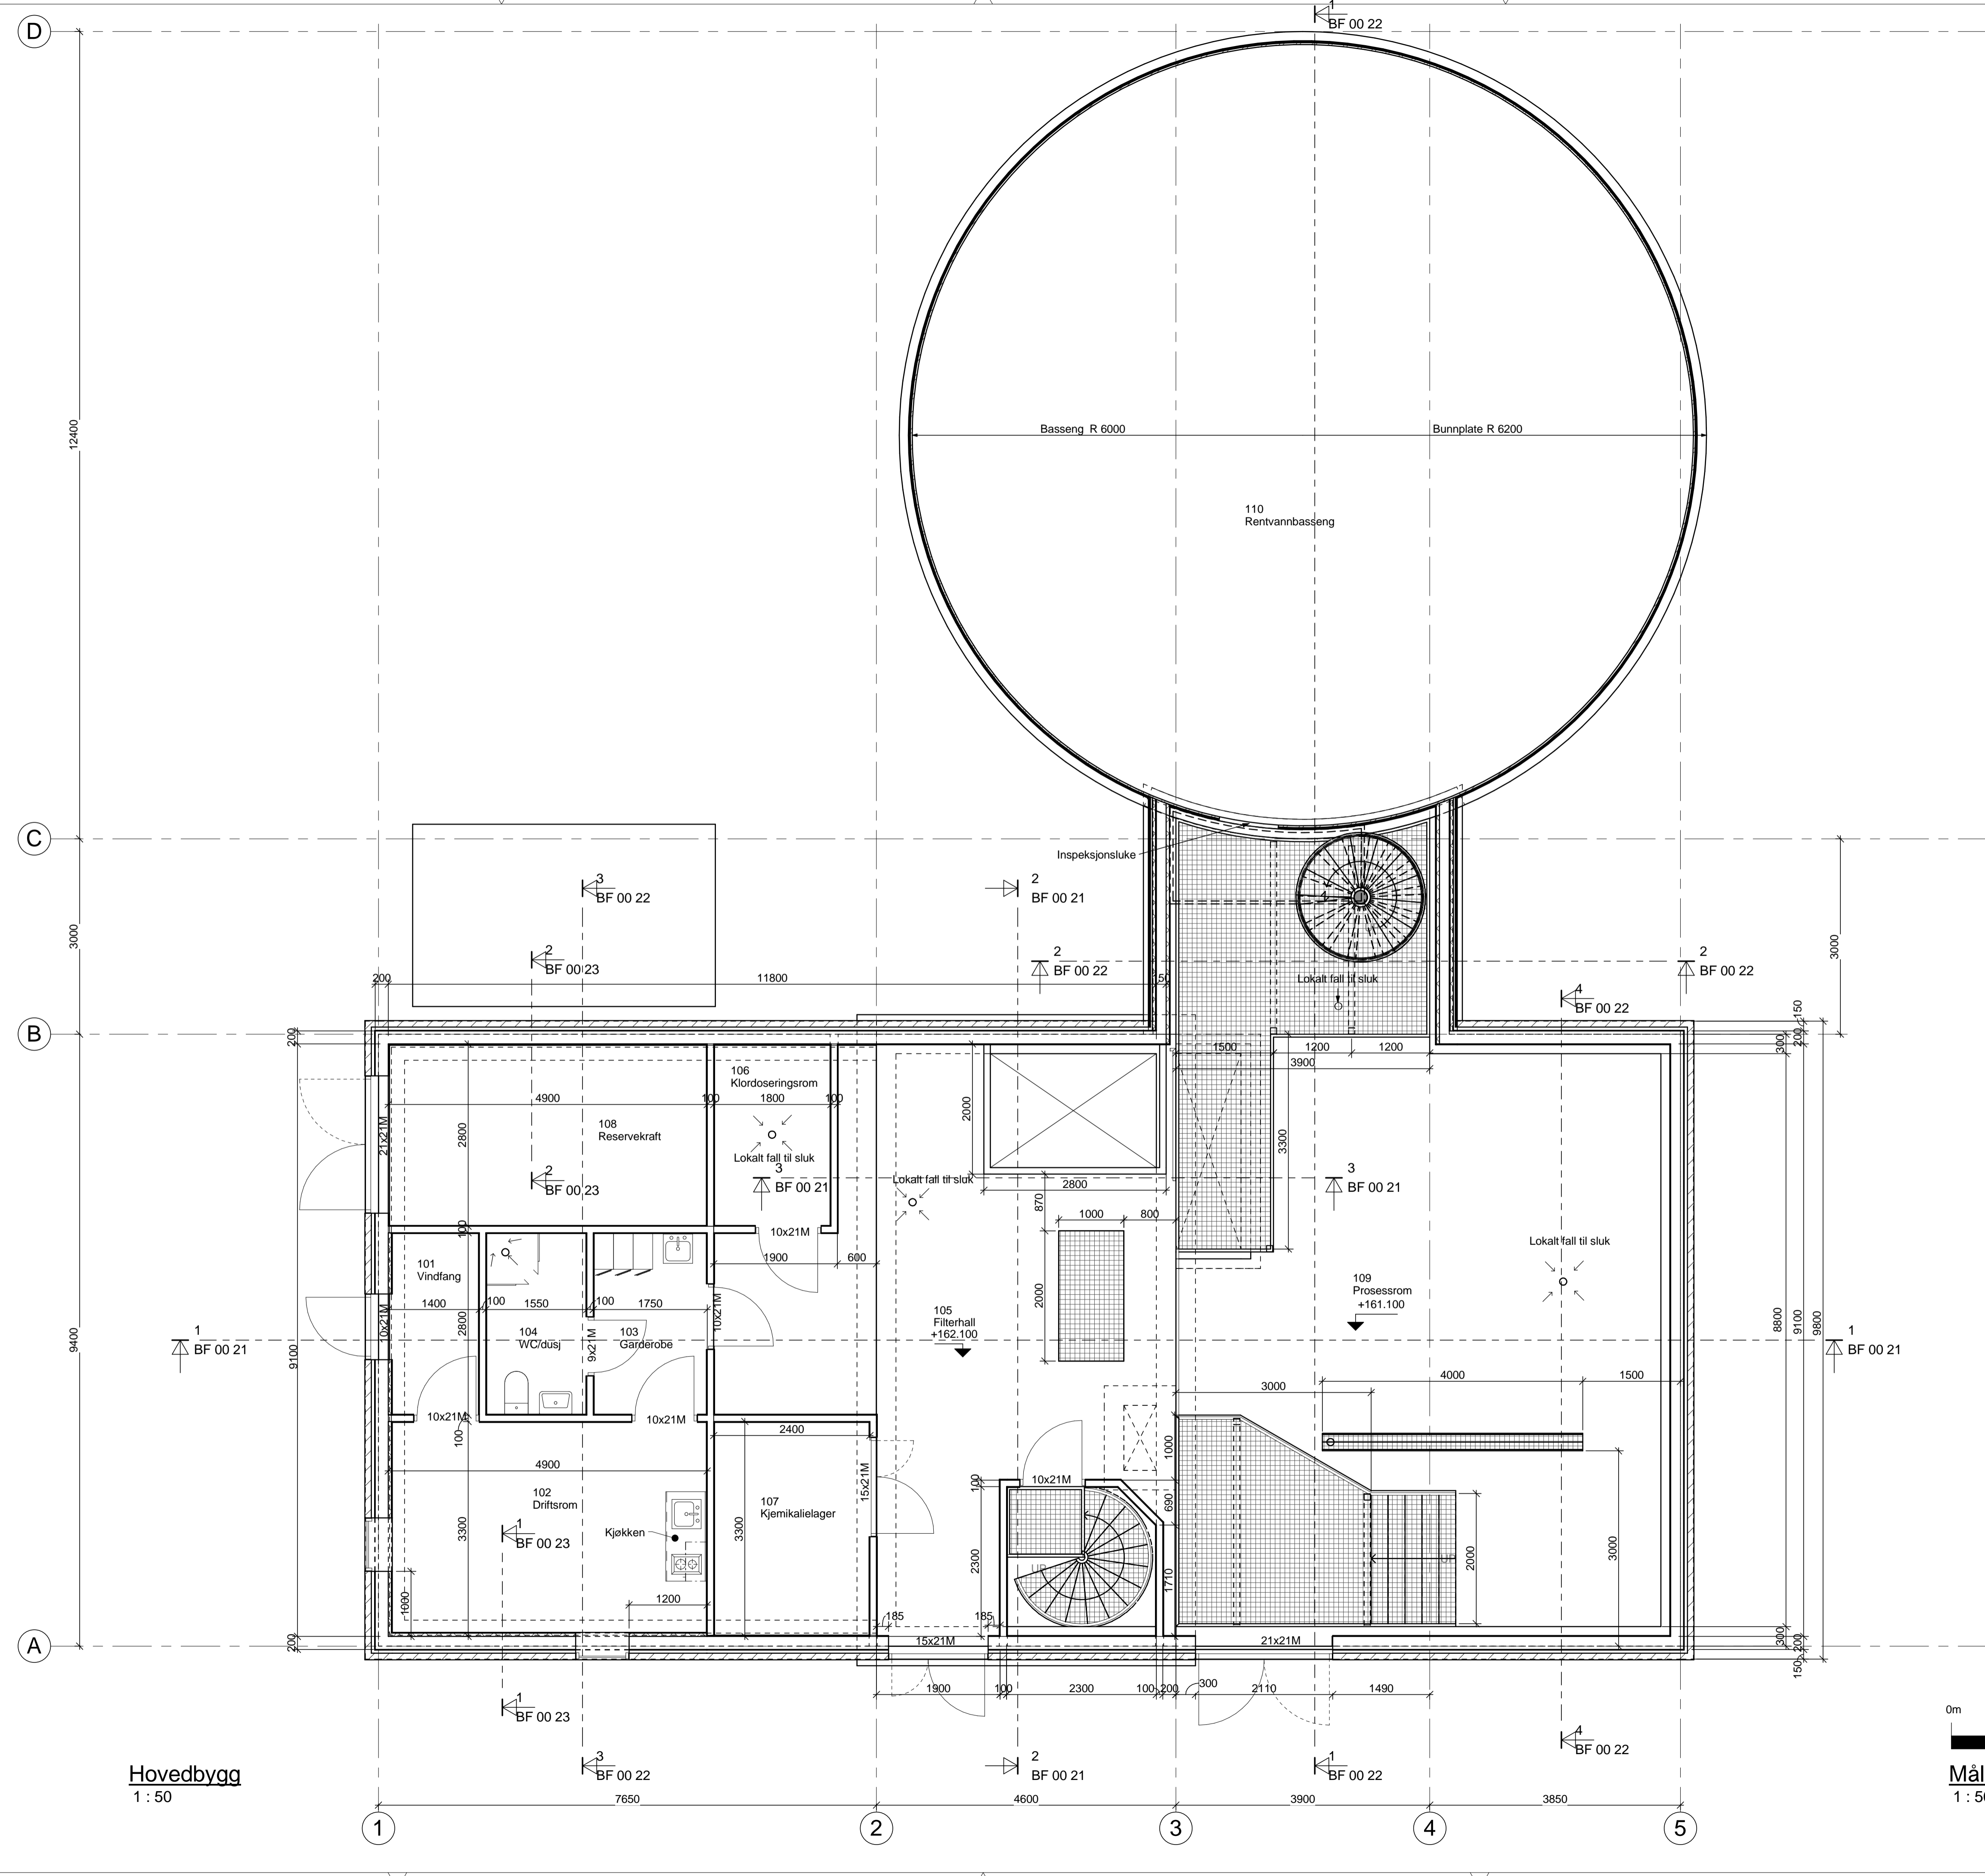 D
1
BF 00 22
12400
Basseng R 6000
Bunnplate R 6200
110
Rentvannbasseng
C
Inspeksjonsluke
3
BF 00 22
2
BF 00 21
3000
2
BF 00 23
2
BF 00 22
2
BF 00 22
3000
200
11800
Lokalt fall til sluk
4
BF 00 22
150
B
200
200
300
1500
1200
1200
3900
106
Klordoseringsrom
4900
100
1800
100
2000
21x21M
2800
108
Reservekraft
3300
Lokalt fall til sluk
2
BF 00 23
3
BF 00 21
Lokalt fall til sluk
2800
3
BF 00 21
870
1000
800
100
10x21M
1900
600
Lokalt fall til sluk
101
Vindfang
109
Prosessrom
+161.100
1400
100
1550
100
1750
2000
105
Filterhall
+162.100
10x21M
2800
104
WC/dusj
9x21M
103
Garderobe
10x21M
8800
9100
9800
1
BF 00 21
1
BF 00 21
9400
9100
4000
1500
3000
10x21M
10x21M
100
2400
1000
4900
15x21M
100
10x21M
102
Driftsrom
107
Kjemikalielager
690
Kjøkken
1
BF 00 23
3300
3300
2300
UP
1710
UP
2000
3000
1000
1200
185
185
A
200
15x21M
21x21M
300
200
150
1900
100
2300
100
200
300
2110
1490
1
BF 00 23
0m
4
BF 00 22
3
BF 00 22
2
BF 00 21
1
BF 00 22
Hovedbygg
1 : 50
7650
4600
3900
3850
1
2
3
4
5